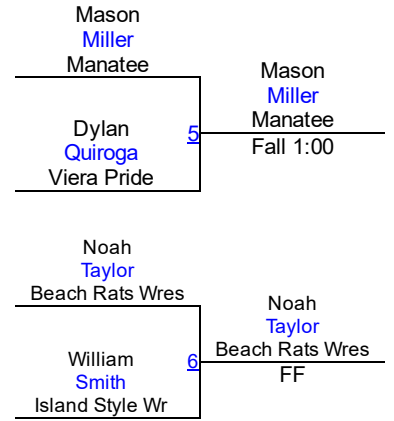 Mason
Miller
Manatee
Dylan
Quiroga
Viera Pride
5
Mason
Miller
Manatee
Fall 1:00
Noah
Taylor
Beach Rats Wres
William
Smith
Island Style Wr
6
Noah
Taylor
Beach Rats Wres
FF